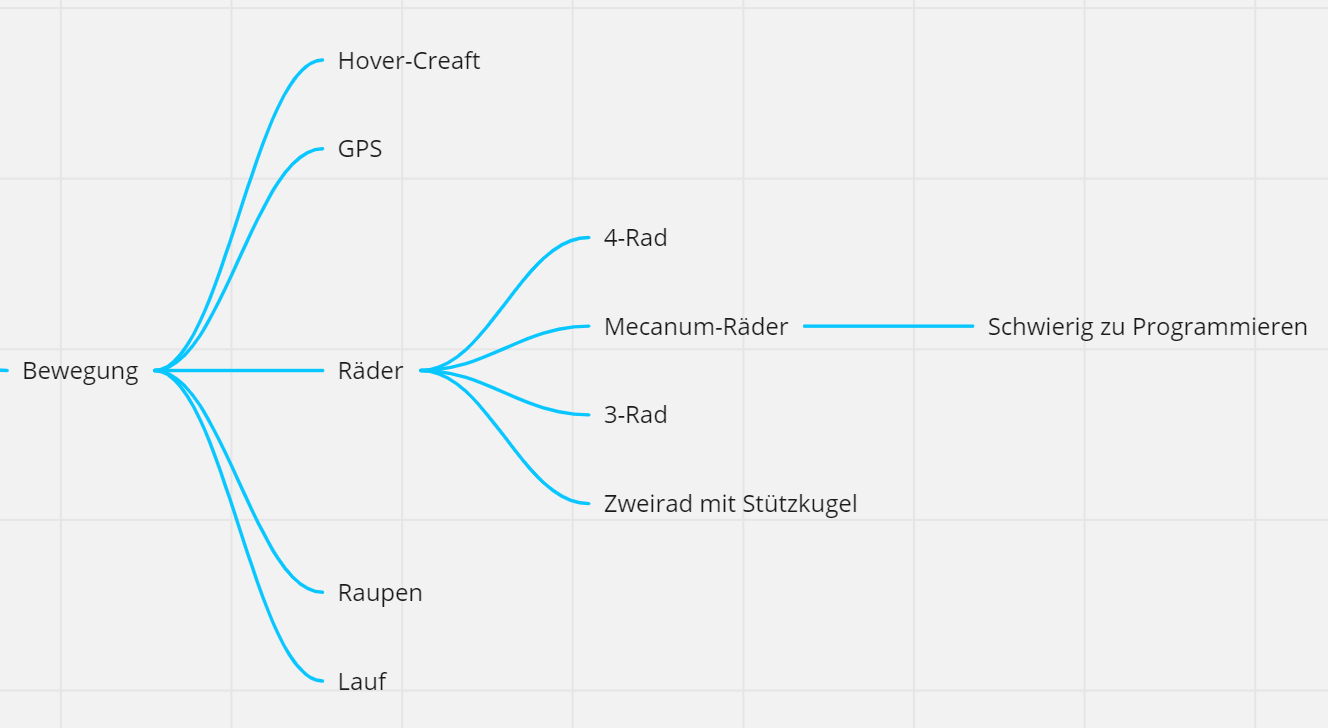 Hover-Creaft
GPS
4-Rad
Mecanum-Räder
Schwierig zu Programmieren
Bewegung
Räder
3-Rad
Zweirad mit Stützkugel
Raupen
Lauf